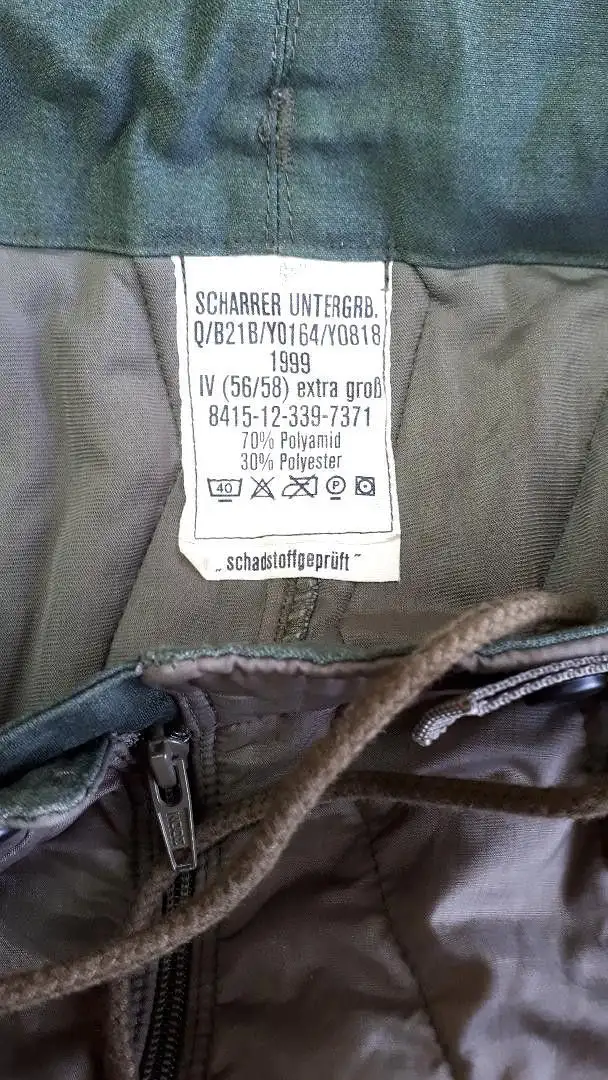 SCHARRER UNTERGRB.
Q/B21B/Y0164/Y0818
1999
IV (56/58) extra groß
8415-12-339-7371
70% Polyamid
30% Polyester
40 P
„schadstoffgeprüft“